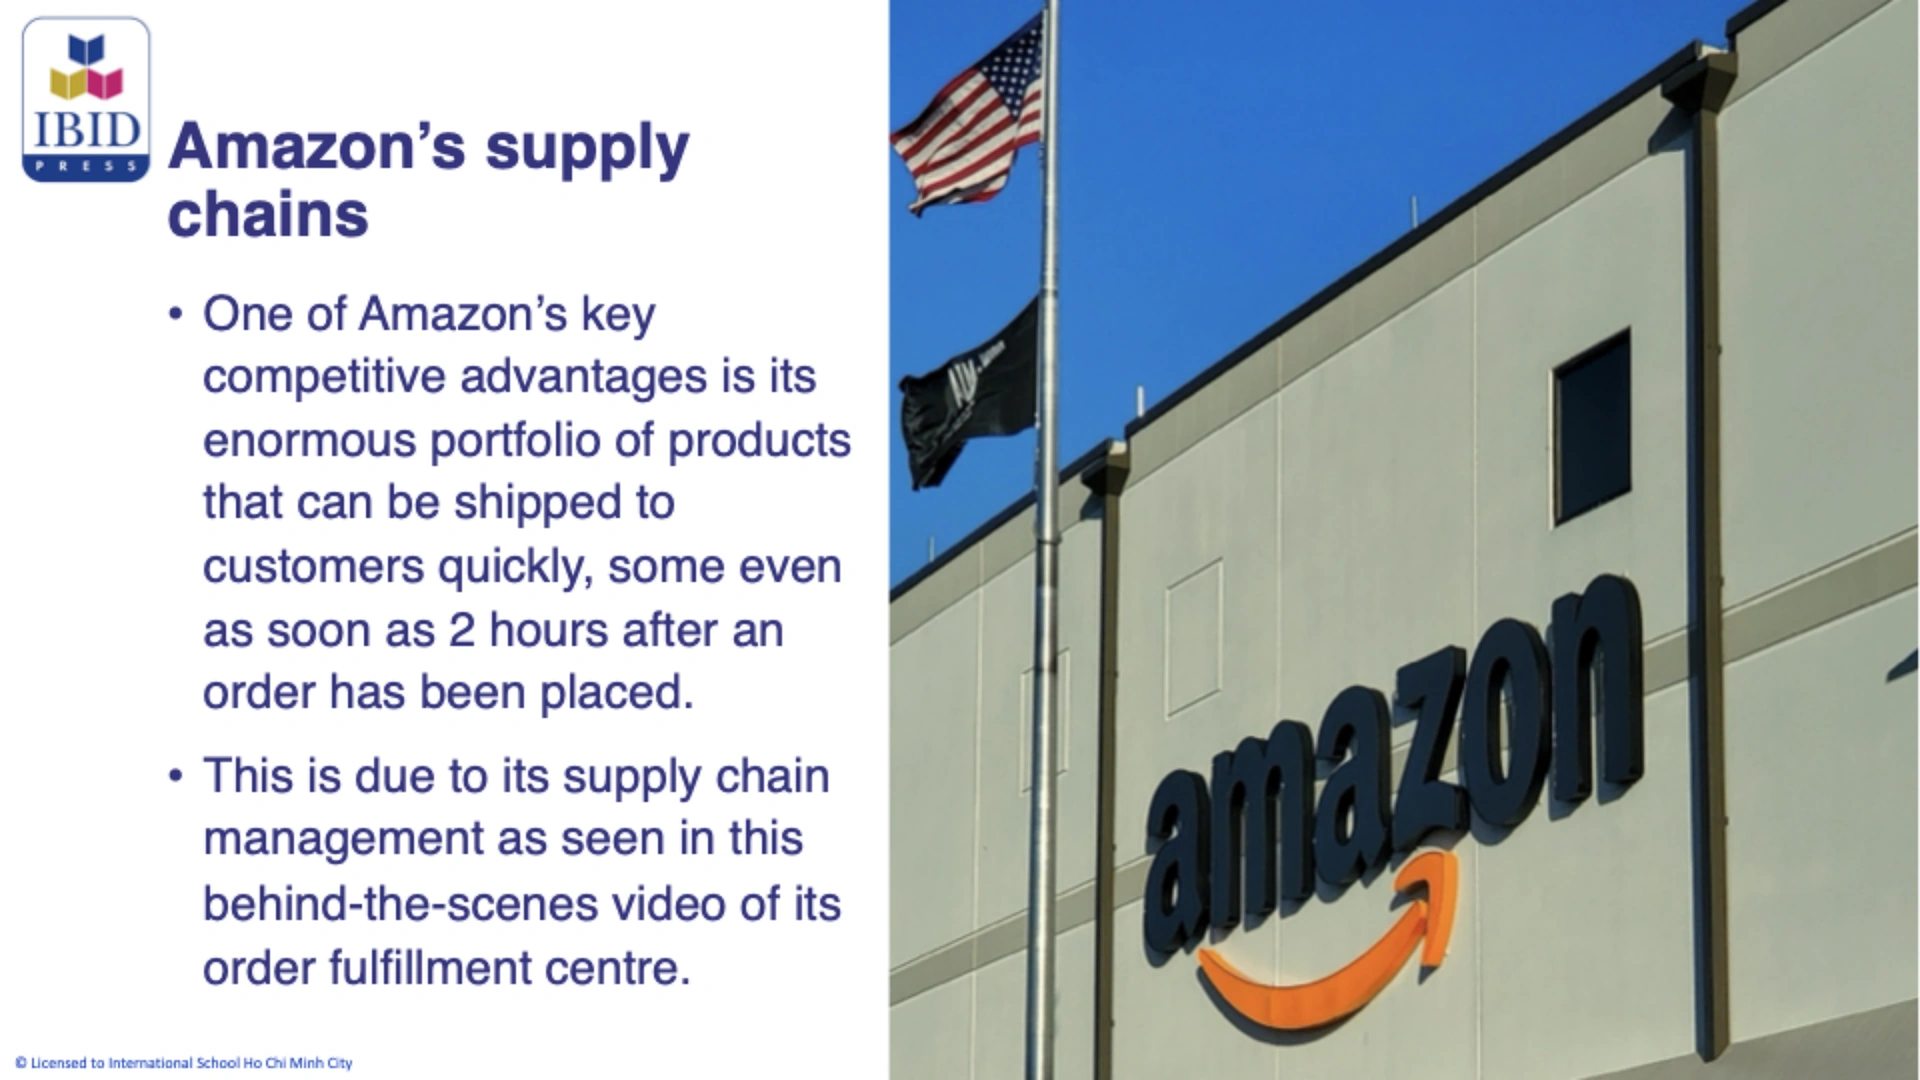 IBID
PRESS
Amazon’s supply
chains
• One of Amazon’s key
competitive advantages is its
enormous portfolio of products
that can be shipped to
customers quickly, some even
as soon as 2 hours after an
order has been placed.
• This is due to its supply chain
management as seen in this
behind-the-scenes video of its
order fulfillment centre.
© Licensed to International School Ho Chi Minh City
amazon